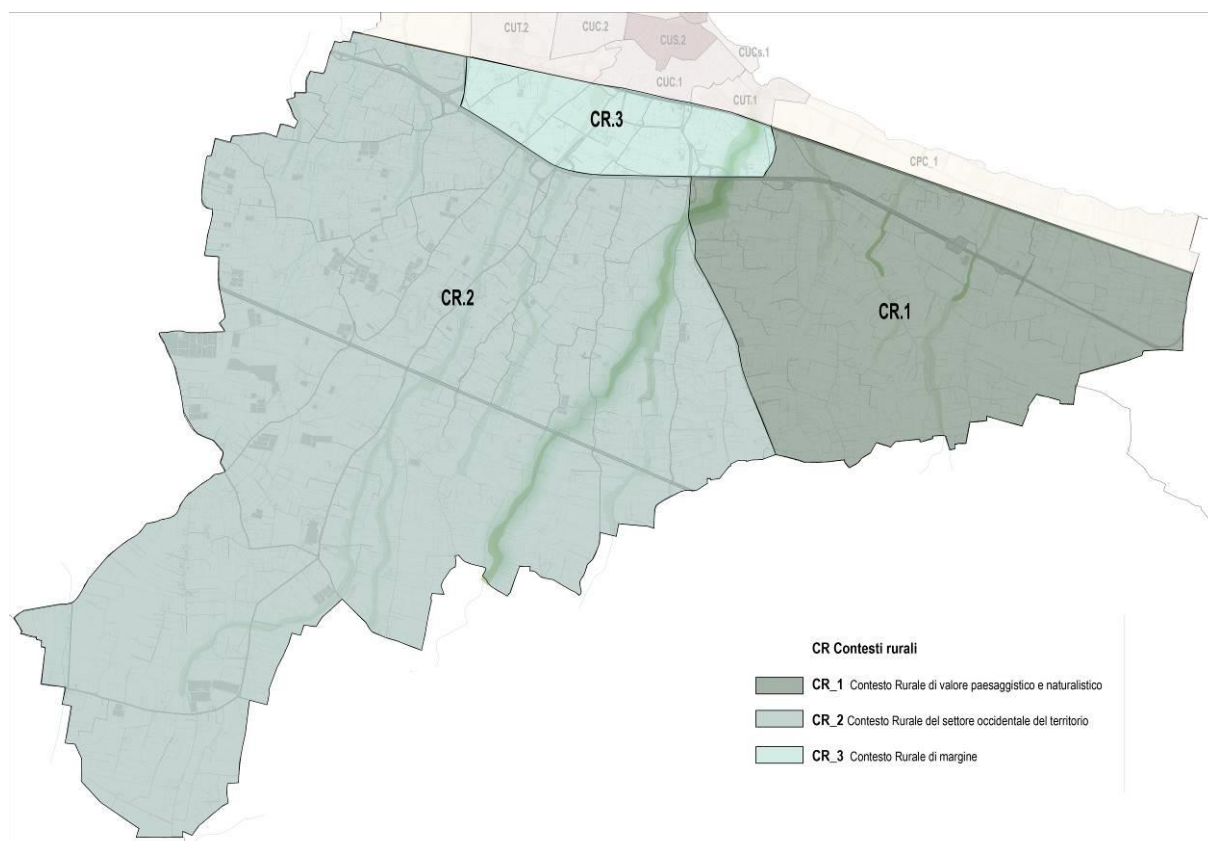 CUT.2
CUC.2
CUS.2
CUCs.1
CUC.1
CUT.1
CR.3
CPC_1
CR.2
CR.1
CR Contesti rurali
CR_1 Contesto Rurale di valore paesaggistico e naturalistico
CR_2 Contesto Rurale del settore occidentale del territorio
CR_3 Contesto Rurale di margine